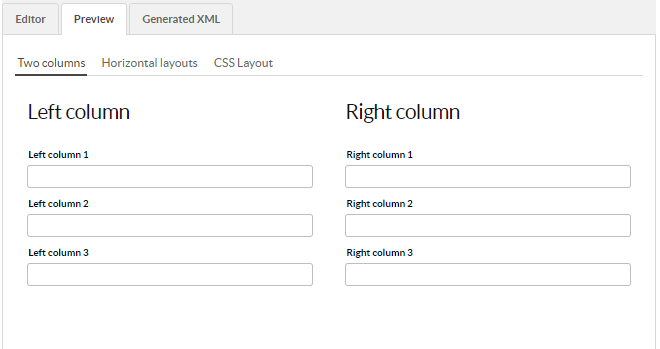 Editor Preview Generated XML
Two columns Horizontal layouts CSS Layout
Left column
Left column 1
Left column 2
Left column 3
Right column
Right column 1
Right column 2
Right column 3